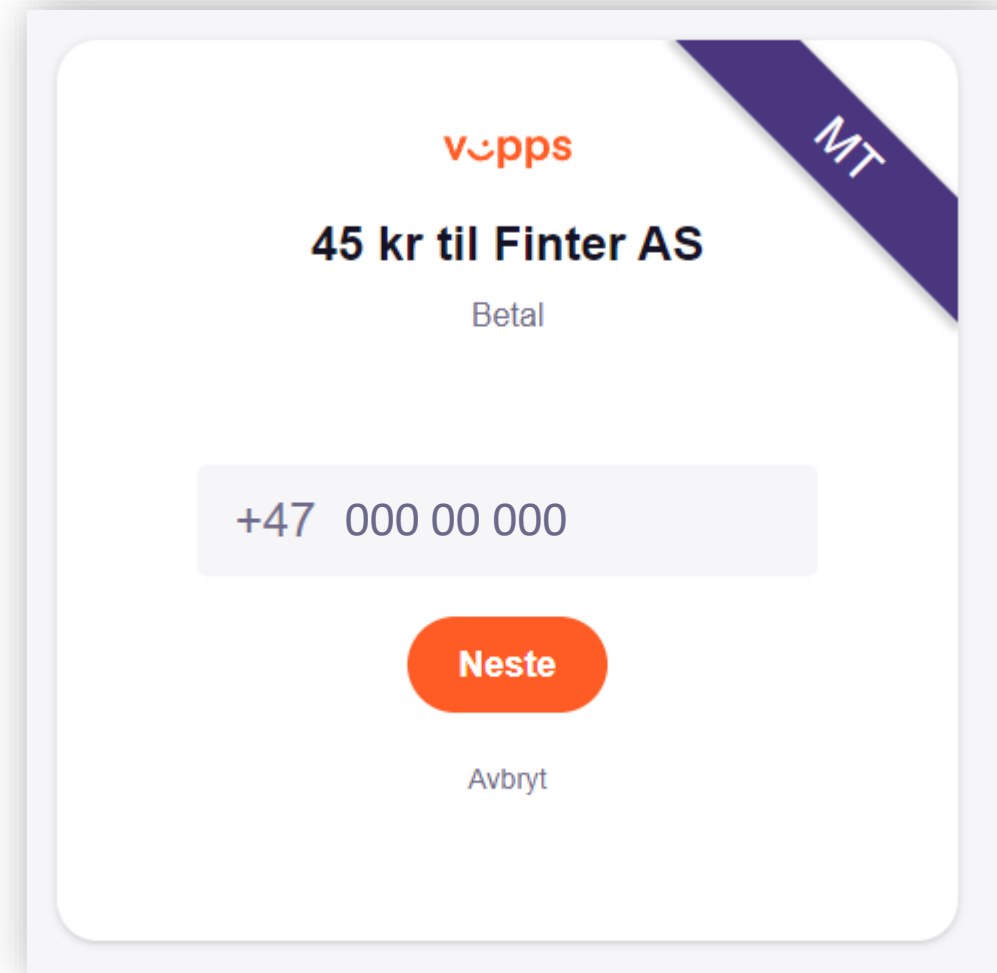 MT
vipps
45 kr til Finter AS
Betal
+47 000 00 000
Neste
Avbryt